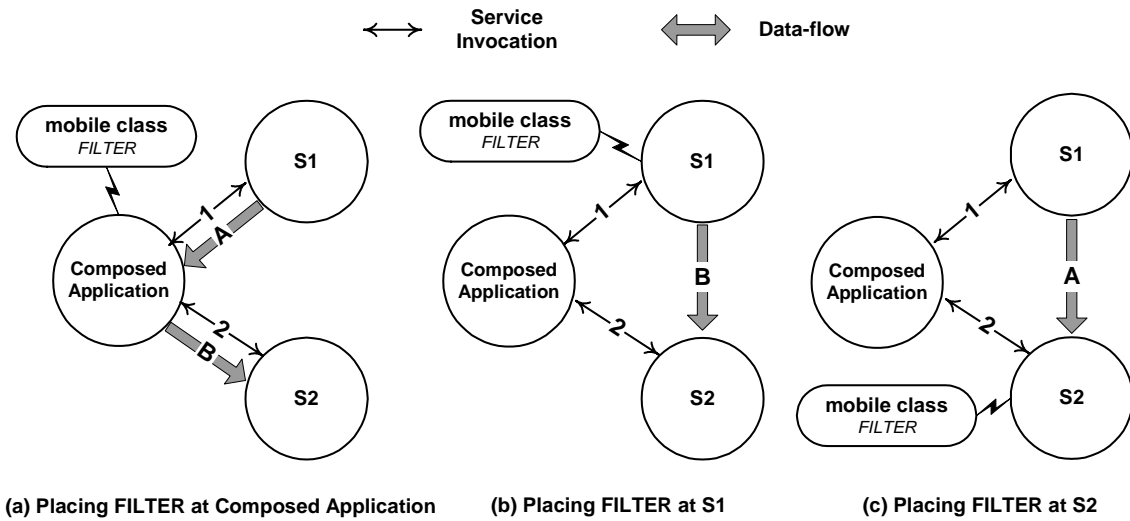 Service
Invocation
Data-flow
mobile class
FILTER
S1
1
A
Composed
Application
2
B
S2
(a) Placing FILTER at Composed Application
mobile class
FILTER
S1
1
Composed
Application
B
2
S2
(b) Placing FILTER at S1
S1
1
Composed
Application
A
2
mobile class
FILTER
S2
(c) Placing FILTER at S2